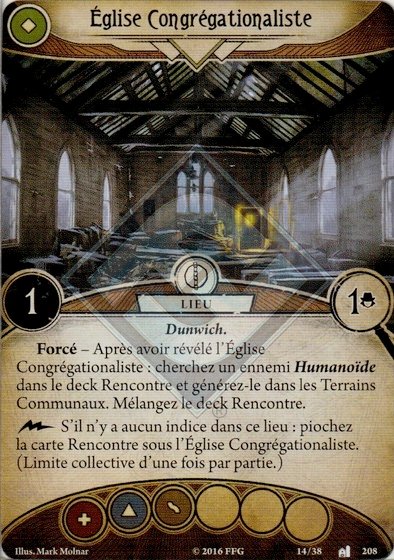 Église Congrégationaliste
1
LIEU
1
Dunwich.
Forcé – Après avoir révélé l'Église
Congrégationaliste : cherchez un ennemi Humanoïde
dans le deck Rencontre et générez-le dans les Terrains
Communaux. Mélangez le deck Rencontre.
S'il n'y a aucun indice dans ce lieu : piochez
la carte Rencontre sous l'Église Congrégationaliste.
(Limite collective d'une fois par partie.)
Illus. Mark Molnar
© 2016 FFG
14/38
208